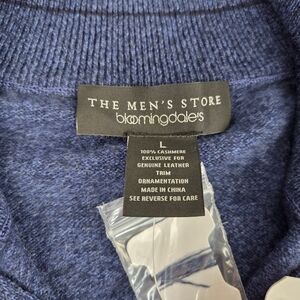 THE MEN'S STORE
bloomingdale's
L
100% CASHMERE
EXCLUSIVE FOR
GENUINE LEATHER
TRIM
ORNAMENTATION
MADE IN CHINA
SEE REVERSE FOR CARE